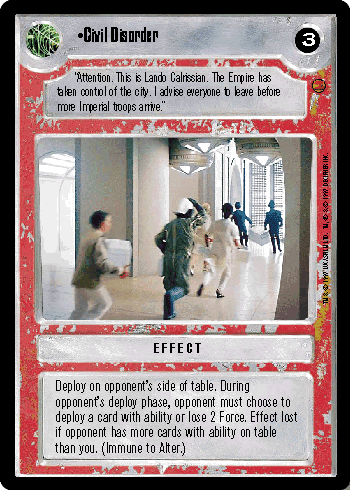 •Civil Disorder
3
"Attention. This is Lando Calrissian. The Empire has
taken control of the city. I advise everyone to leave before
more Imperial troops arrive."
EFFECT
Deploy on opponent's side of table. During
opponent's deploy phase, opponent must choose to
deploy a card with ability or lose 2 Force. Effect lost
if opponent has more cards with ability on table
than you. (Immune to Alter.)